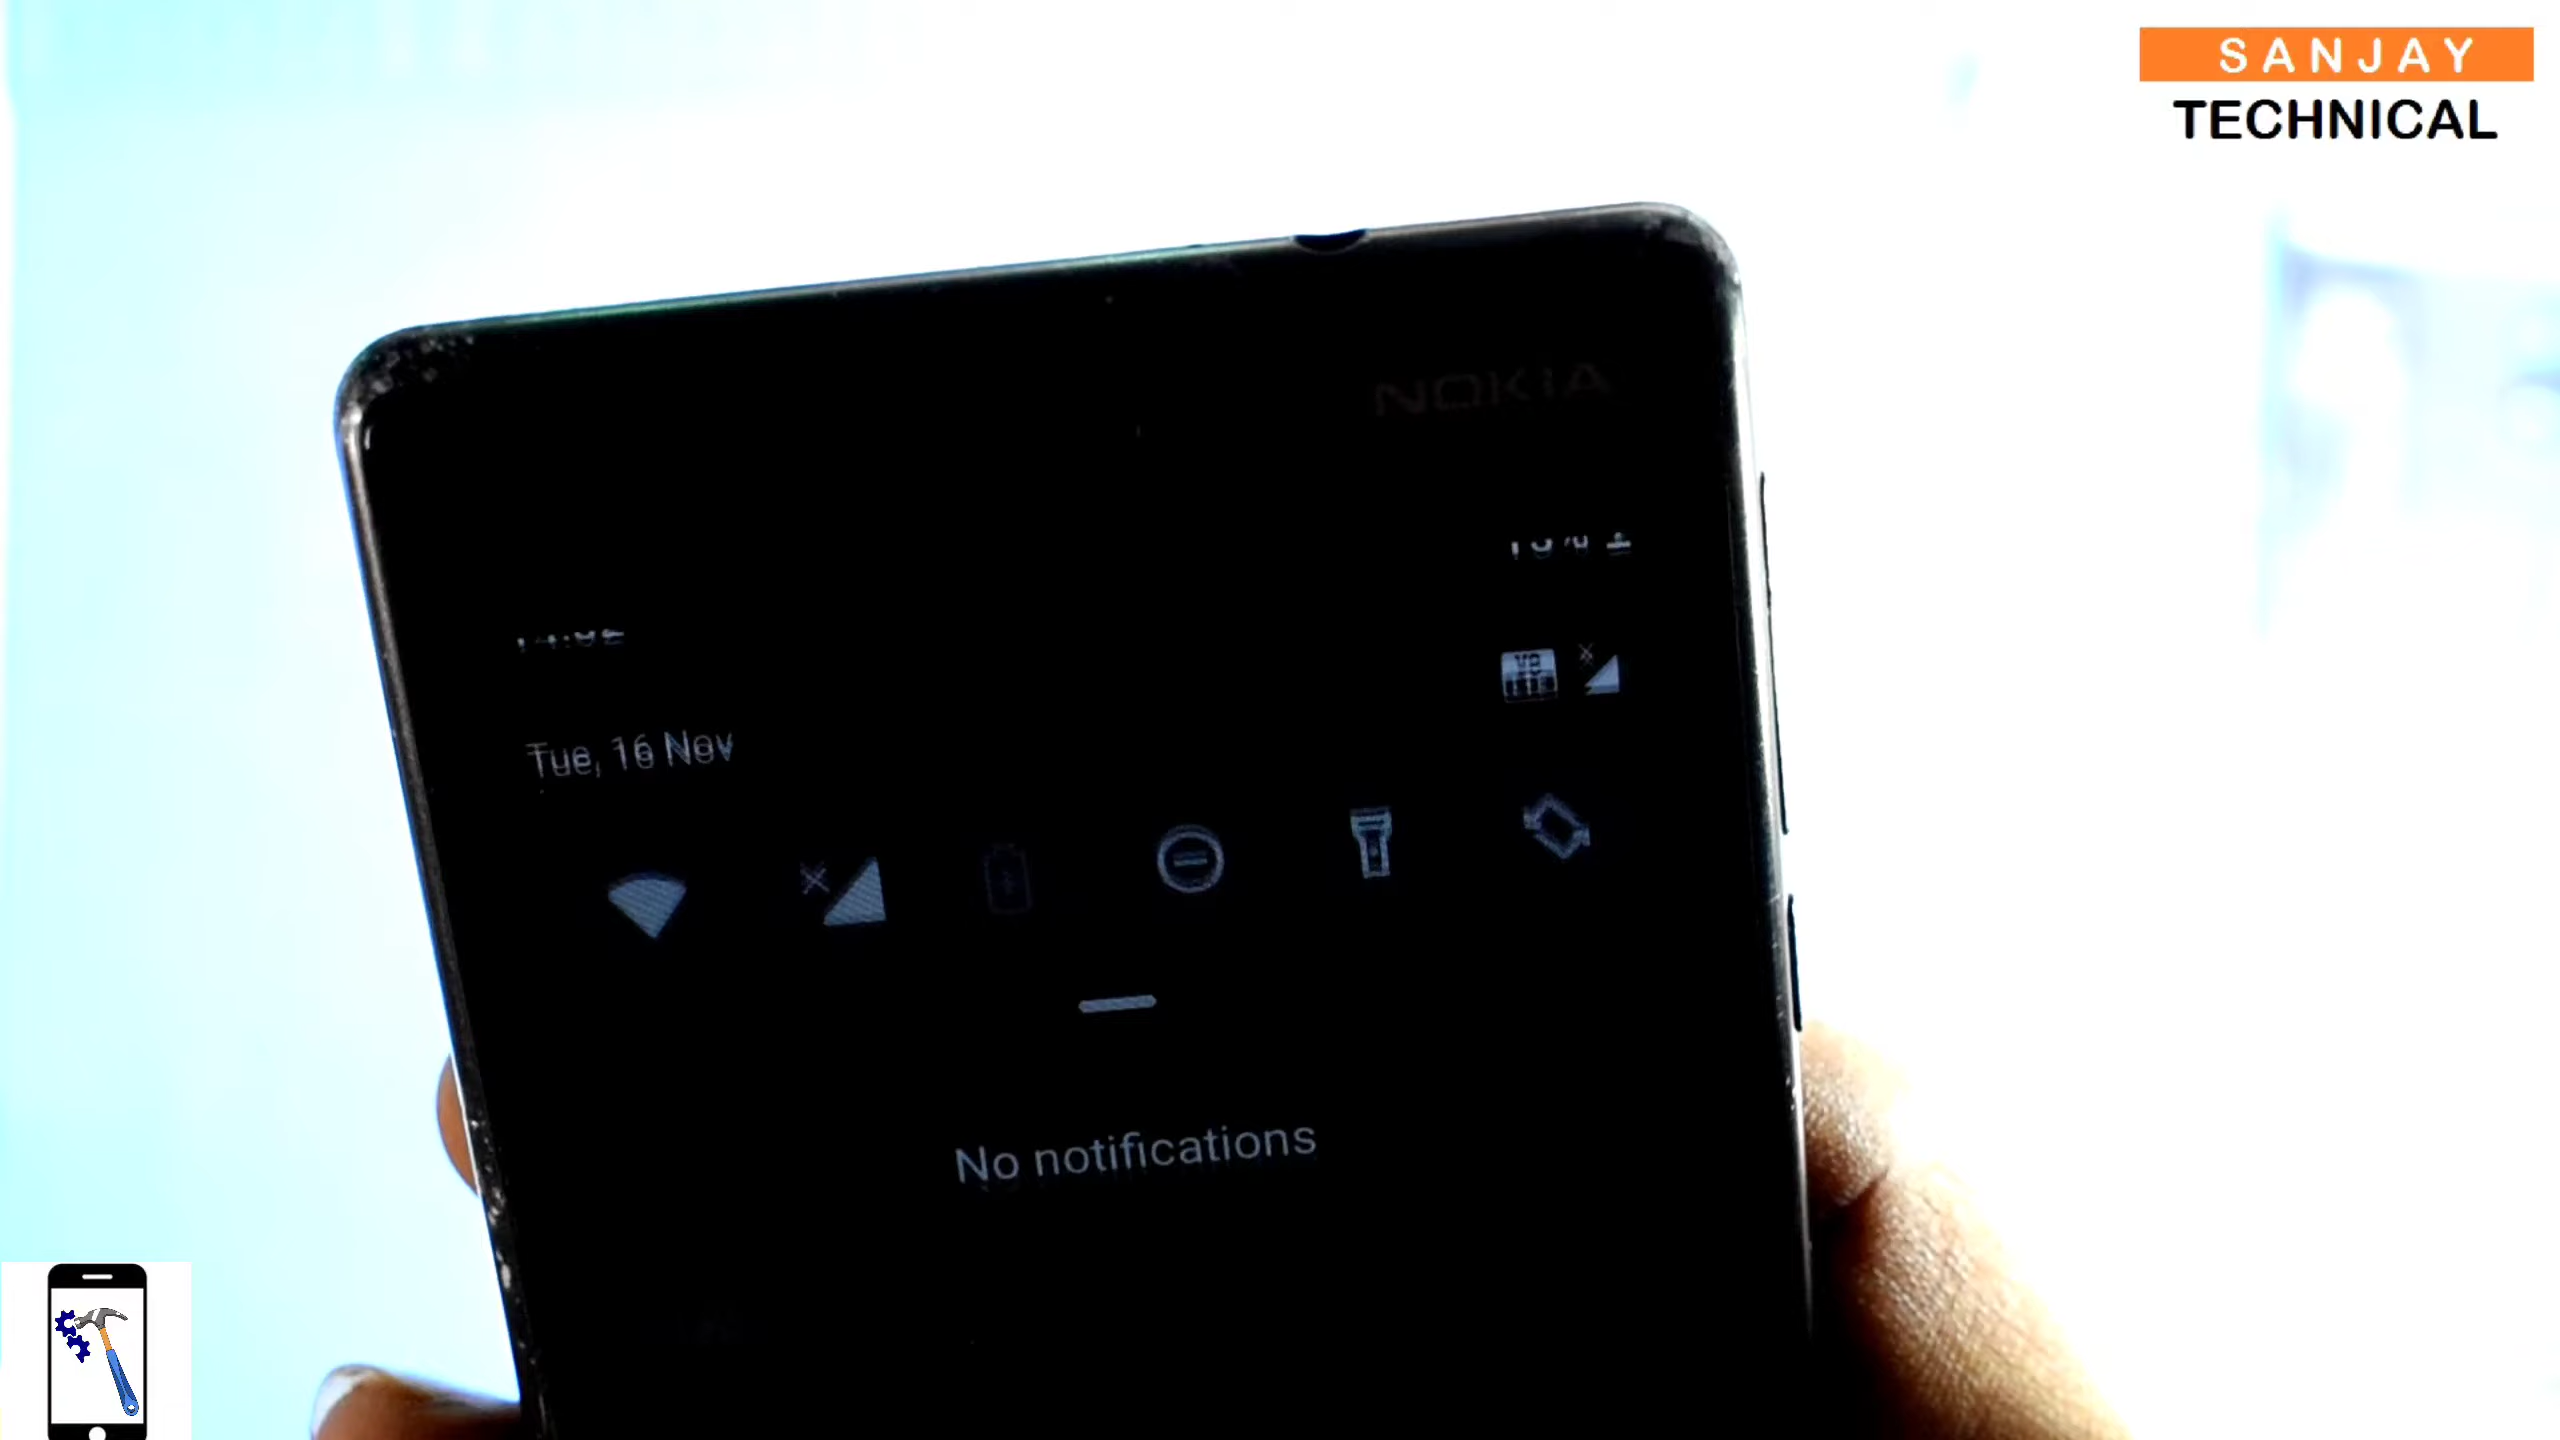 SANJAY
TECHNICAL
NOKIA
Tue, 16 Nov
No notifications